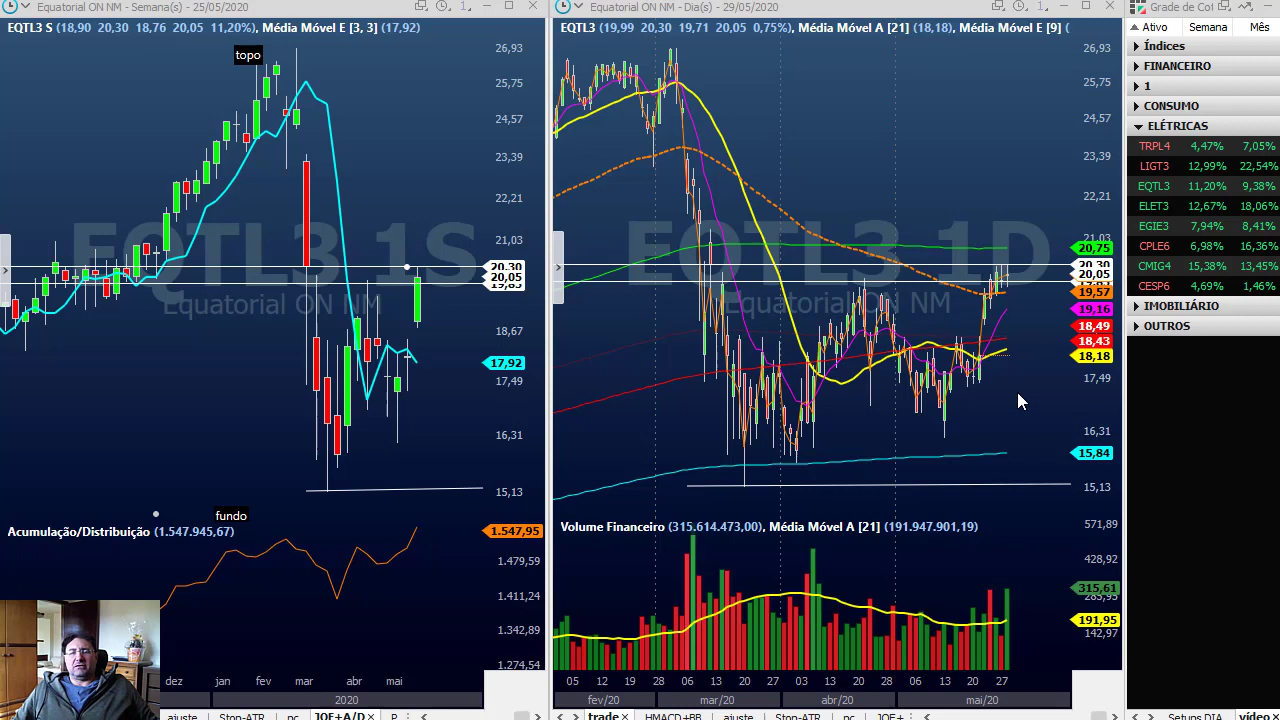 Equatorial ON NM - Semana(s) - 25/05/2020
EQTL3 S (18,90 20,30 18,76 20,05 11,20%), Média Móvel E [3, 3] (17,92)
topo
26,93
25,75
24,57
23,39
22,21
21,03
20,30
20,05
18,67
17,92
17,49
16,31
15,13
EQTL3 1S
Equatorial ON NM
fundo
Acumulação/Distribuição (1.547.945,67)
1.547,95
1.479,59
1.411,24
1.342,89
1.274,54
dez jan fev mar abr mai
2020
ajuste Stop-ATR pc JOE+A/D P
Equatorial ON NM - Dia(s) - 29/05/2020
EQTL3 (19,99 20,30 19,71 20,05 0,75%), Média Móvel A [21] (18,18), Média Móvel E [9] (
26,93
25,75
24,57
23,39
22,21
21,03
20,75
20,30
20,05
19,57
19,16
18,49
18,43
18,18
17,49
16,31
15,84
15,13
EQTL3 1D
Equatorial ON NM
Volume Financeiro (315.614.473,00), Média Móvel A [21] (191.947.901,19)
571,89
428,92
315,61
191,95
142,97
05 12 19 27 06 13 20 27 03 13 20 28 06 13 20 27
fev/20 mar/20 abr/20 mai/20
trade HMACD+BB ajuste Stop-ATR pc JOE+
Grade de Cot
Ativo Semana Mês
Índices
FINANCEIRO
1
CONSUMO
ELÉTRICAS
TRPL4 4,47% 7,05%
LIGT3 12,99% 22,54%
EQTL3 11,20% 9,38%
ELET3 12,67% 18,06%
EGIE3 7,94% 8,41%
CPLE6 6,98% 16,36%
CMIG4 15,38% 13,45%
CESP6 4,69% 1,46%
IMOBILIÁRIO
OUTROS
Setups DIA vídeo